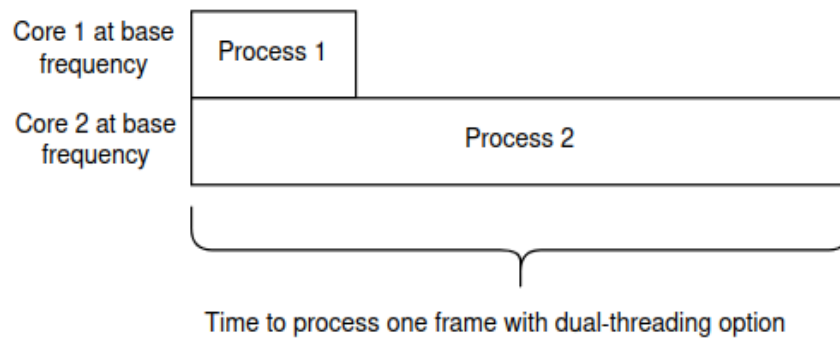 Core 1 at base
frequency
Process 1
Core 2 at base
frequency
Process 2
Time to process one frame with dual-threading option